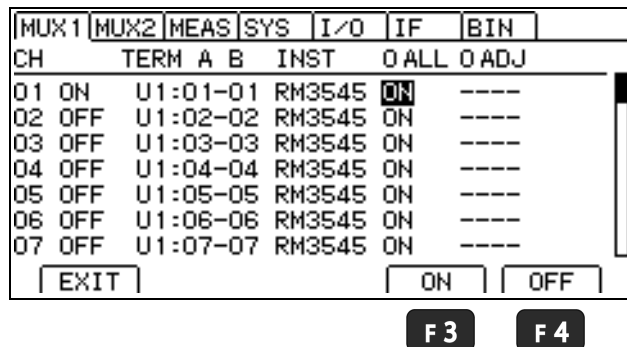 MUX1 MUX2 MEAS SYS I/O IF BIN
CH TERM A B INST 0 ALL 0 ADJ
01 ON U1:01-01 RM3545 ON ----
02 OFF U1:02-02 RM3545 ON ----
03 OFF U1:03-03 RM3545 ON ----
04 OFF U1:04-04 RM3545 ON ----
05 OFF U1:05-05 RM3545 ON ----
06 OFF U1:06-06 RM3545 ON ----
07 OFF U1:07-07 RM3545 ON ----
EXIT ON OFF
F 3 F 4